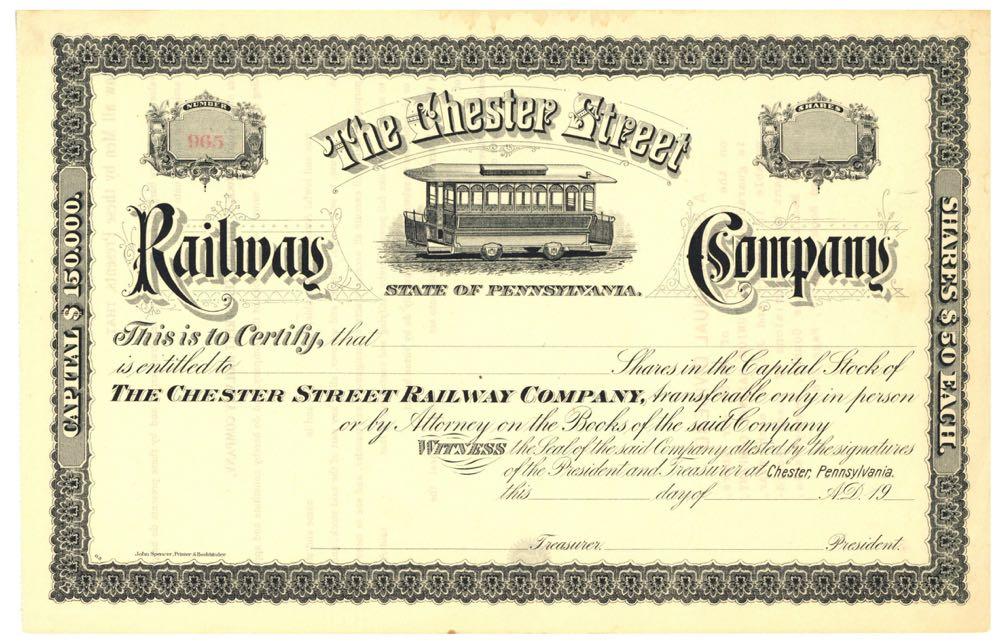 NUMBER
965
The Chester Street
SHARES
Railway Company
STATE OF PENNSYLVANIA.
CAPITAL $ 150.000.
SHARES $ 50 EACH.
This is to Certify, that
is entitled to Shares in the Capital Stock of
THE CHESTER STREET RAILWAY COMPANY, transferable only in person
or by Attorney on the Books of the said Company
WITNESS the Seal of the said Company attested by the signatures
of the President and Treasurer at Chester, Pennsylvania.
this day of A.D. 19
Treasurer. President.
John Spencer, Printer & Bookbinder